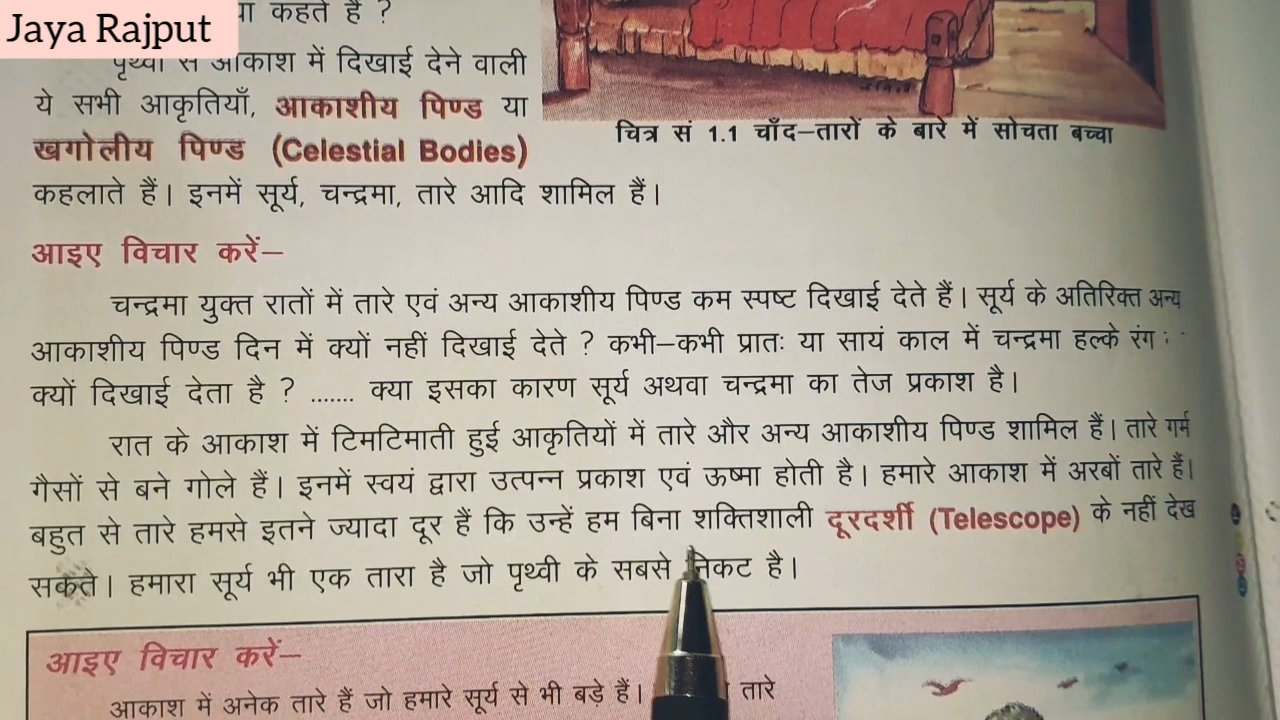 Jaya Rajput
कहते हैं ?
पृथ्वी से आकाश में दिखाई देने वाली
ये सभी आकृतियाँ, आकाशीय पिण्ड या
खगोलीय पिण्ड (Celestial Bodies)
कहलाते हैं। इनमें सूर्य, चन्द्रमा, तारे आदि शामिल हैं।
चित्र सं 1.1 चाँद–तारों के बारे में सोचता बच्चा
आइए विचार करें–
चन्द्रमा युक्त रातों में तारे एवं अन्य आकाशीय पिण्ड कम स्पष्ट दिखाई देते हैं। सूर्य के अतिरिक्त अन्य
आकाशीय पिण्ड दिन में क्यों नहीं दिखाई देते ? कभी–कभी प्रातः या सायं काल में चन्द्रमा हल्के रंग
क्यों दिखाई देता है ? ....... क्या इसका कारण सूर्य अथवा चन्द्रमा का तेज प्रकाश है।
रात के आकाश में टिमटिमाती हुई आकृतियों में तारे और अन्य आकाशीय पिण्ड शामिल हैं। तारे गर्म
गैसों से बने गोले हैं। इनमें स्वयं द्वारा उत्पन्न प्रकाश एवं ऊष्मा होती है। हमारे आकाश में अरबों तारे हैं।
बहुत से तारे हमसे इतने ज्यादा दूर हैं कि उन्हें हम बिना शक्तिशाली दूरदर्शी (Telescope) के नहीं देख
सकते। हमारा सूर्य भी एक तारा है जो पृथ्वी के सबसे निकट है।
आइए विचार करें–
आकाश में अनेक तारे हैं जो हमारे सूर्य से भी बड़े हैं। तारे